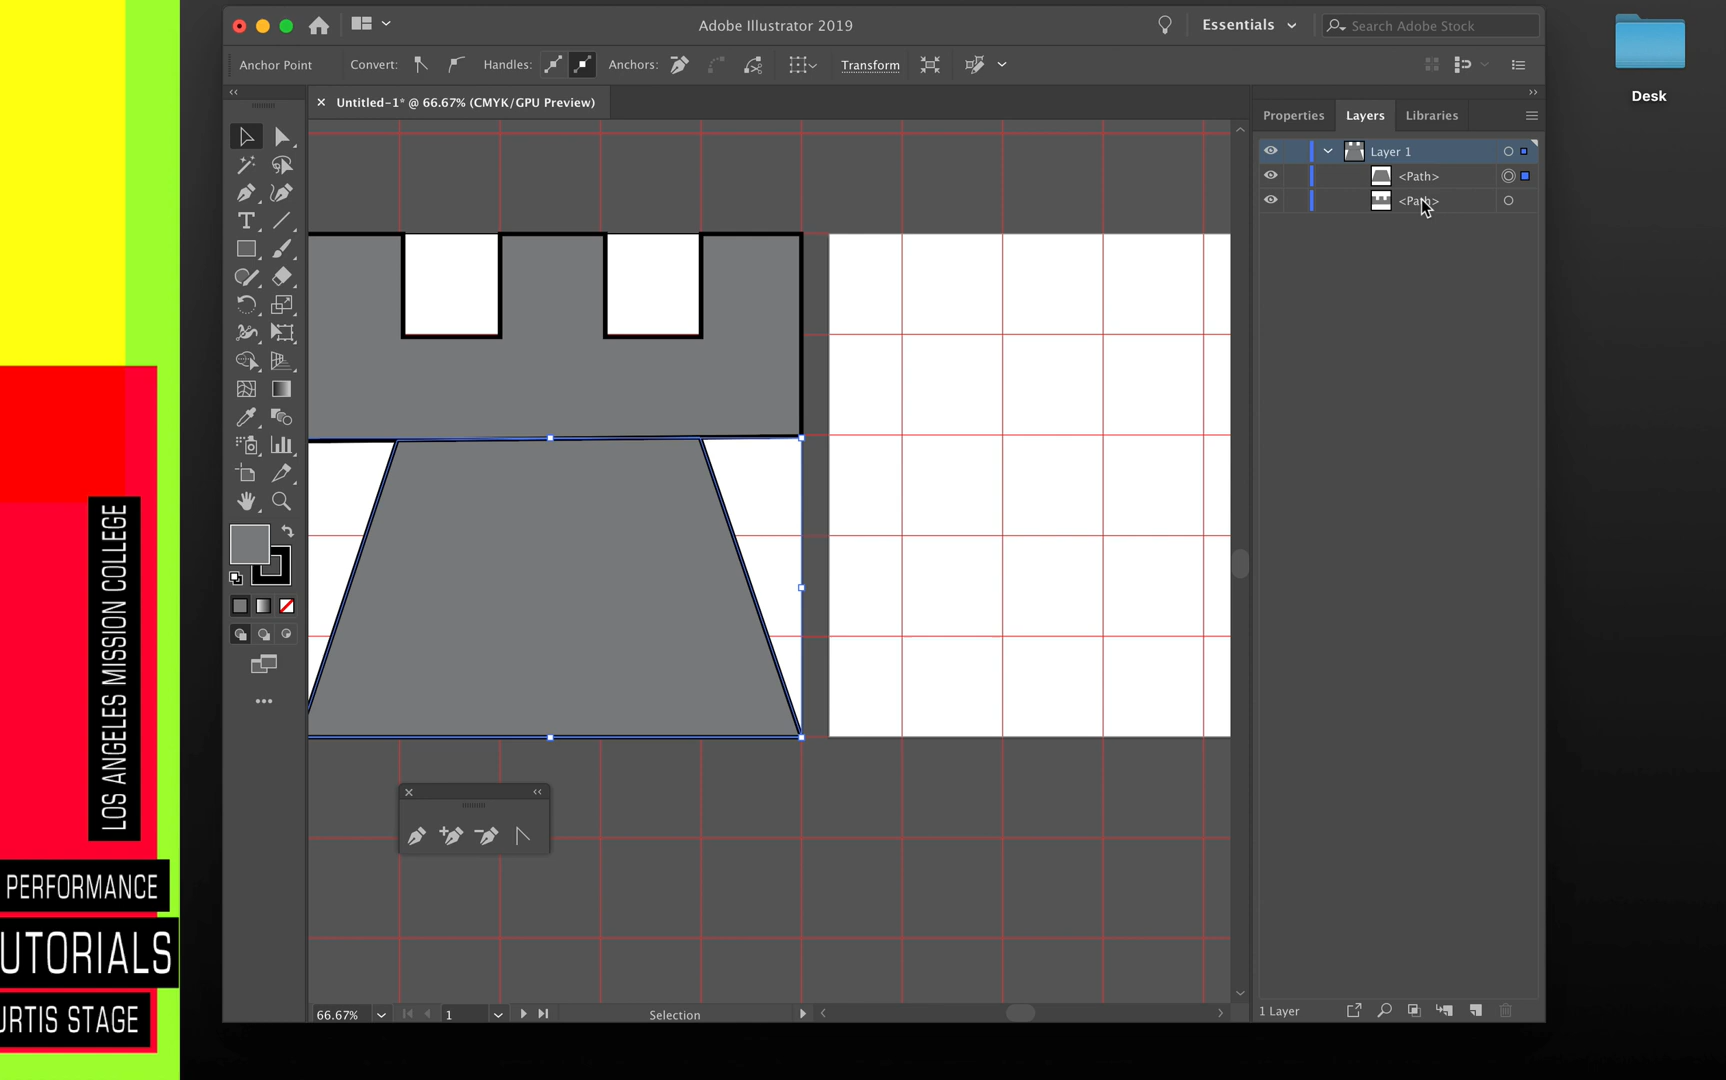 Adobe Illustrator 2019
Essentials
Search Adobe Stock
Anchor Point
Convert:
Handles:
Anchors:
Transform
Untitled-1* @ 66.67% (CMYK/GPU Preview)
Properties
Layers
Libraries
Layer 1
<Path>
<Path>
Desk
LOS ANGELES MISSION COLLEGE
PERFORMANCE
UTORIALS
URTIS STAGE
66.67%
1
Selection
1 Layer